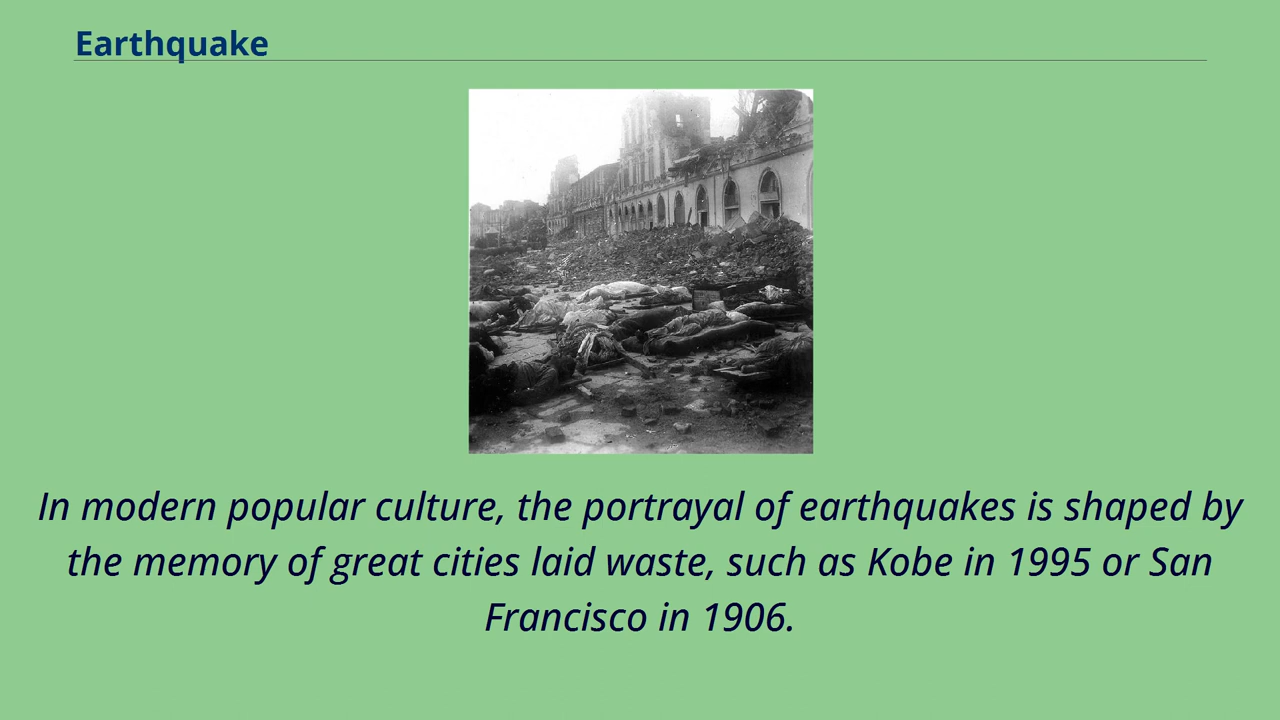 Earthquake
In modern popular culture, the portrayal of earthquakes is shaped by
the memory of great cities laid waste, such as Kobe in 1995 or San
Francisco in 1906.